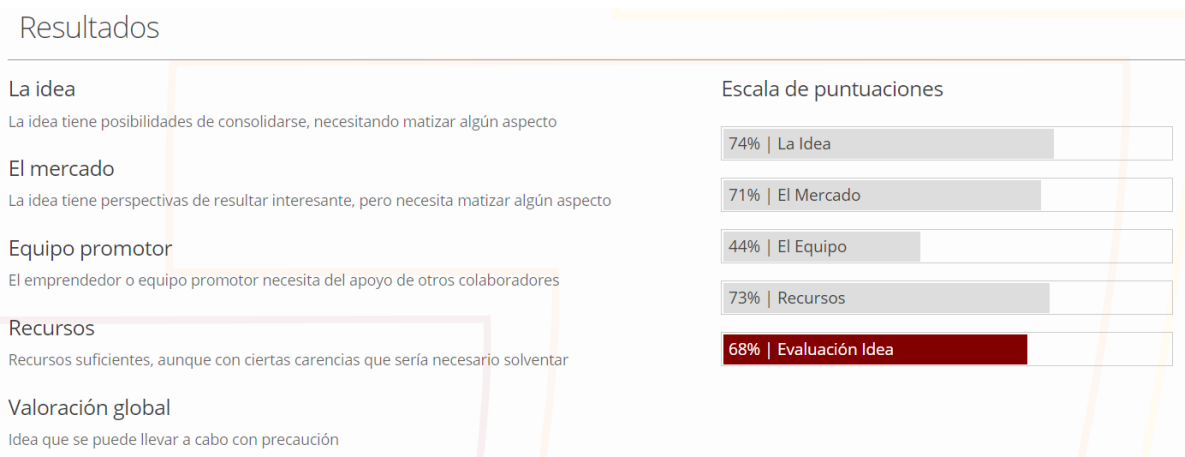 Resultados
La idea
La idea tiene posibilidades de consolidarse, necesitando matizar algún aspecto
El mercado
La idea tiene perspectivas de resultar interesante, pero necesita matizar algún aspecto
Equipo promotor
El emprendedor o equipo promotor necesita del apoyo de otros colaboradores
Recursos
Recursos suficientes, aunque con ciertas carencias que sería necesario solventar
Valoración global
Idea que se puede llevar a cabo con precaución
Escala de puntuaciones
74% | La Idea
71% | El Mercado
44% | El Equipo
73% | Recursos
68% | Evaluación Idea